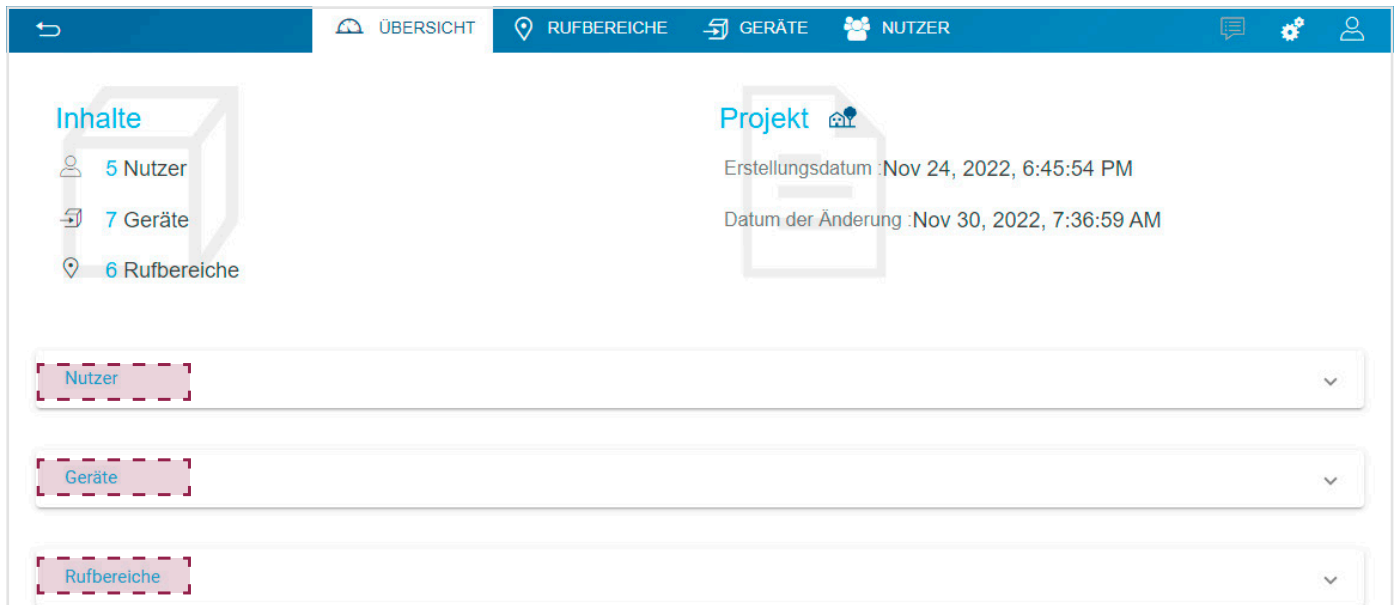 ÜBERSICHT RUFBEREICHE GERÄTE NUTZER
Inhalte
5 Nutzer
7 Geräte
6 Rufbereiche
Projekt
Erstellungsdatum :Nov 24, 2022, 6:45:54 PM
Datum der Änderung :Nov 30, 2022, 7:36:59 AM
Nutzer
Geräte
Rufbereiche